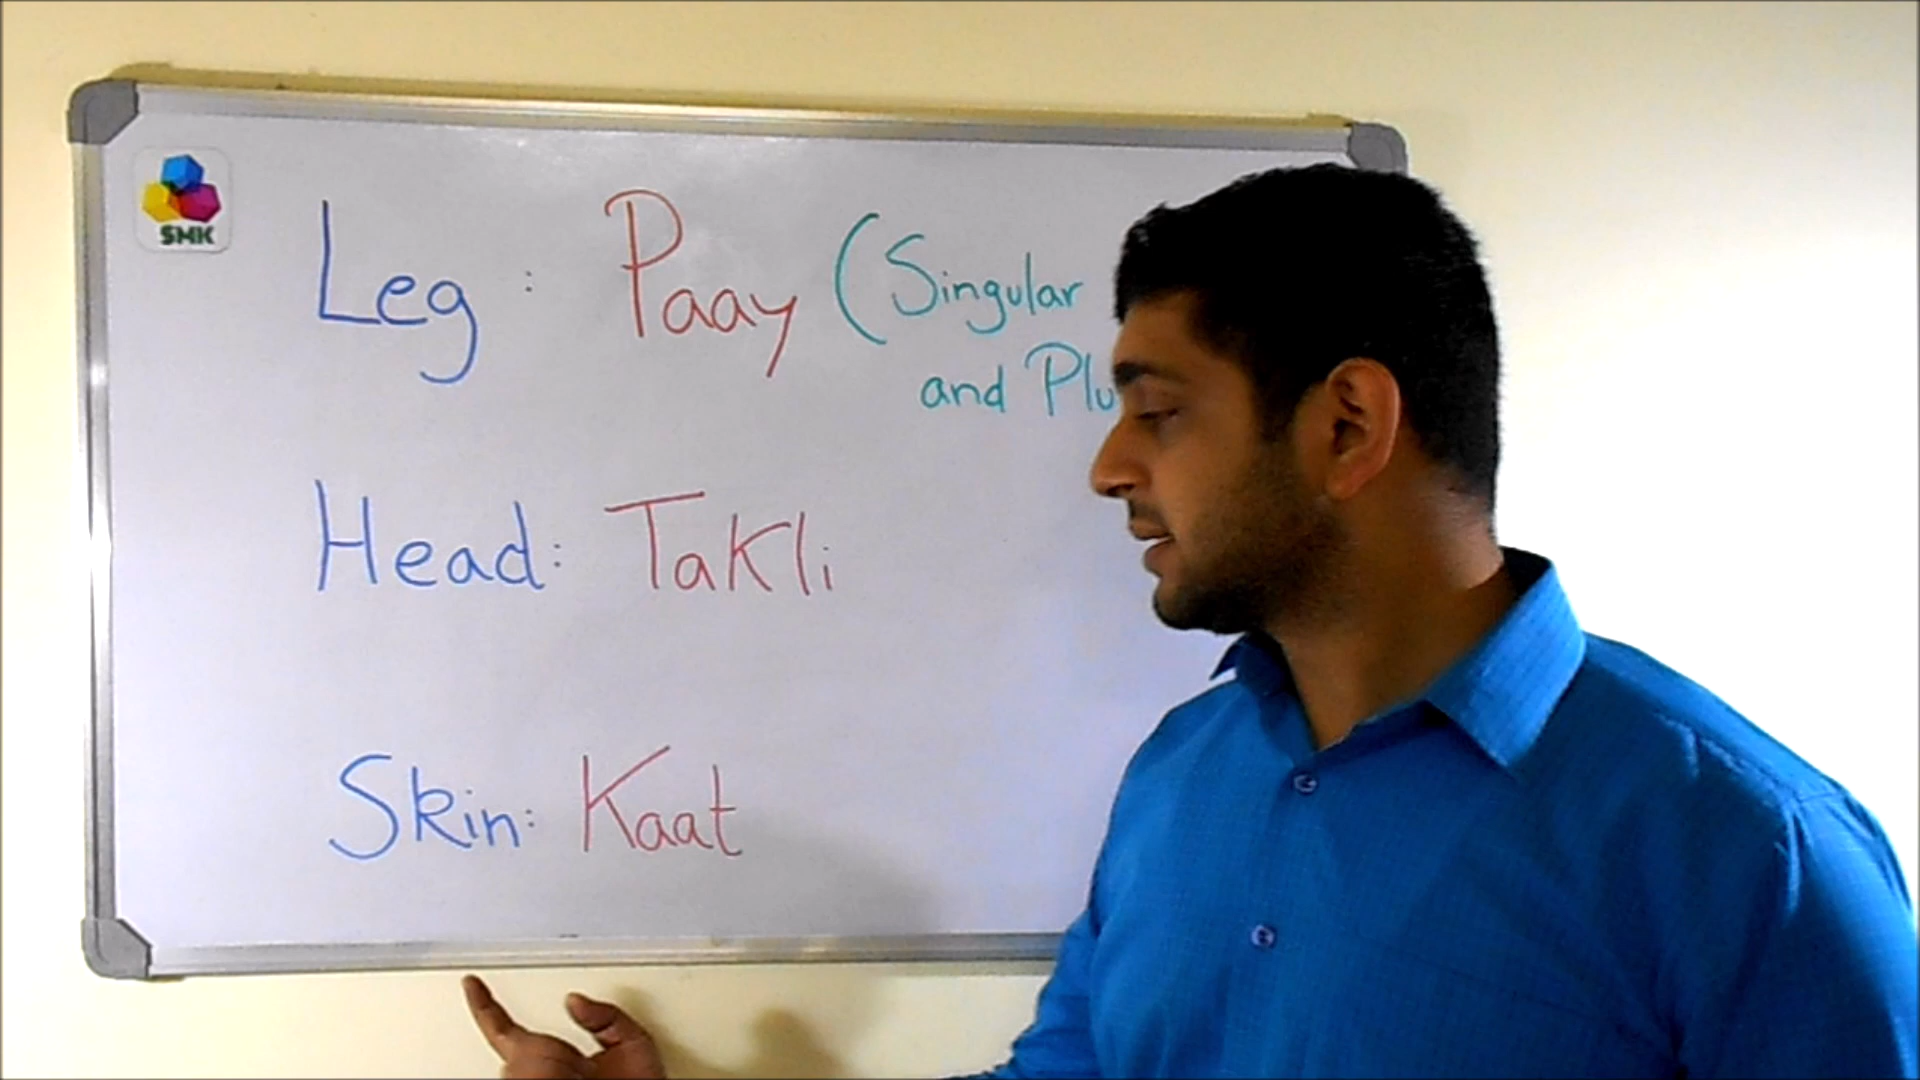 SMK
Leg : Paay (Singular
and Plu
Head: Takli
Skin: Kaat